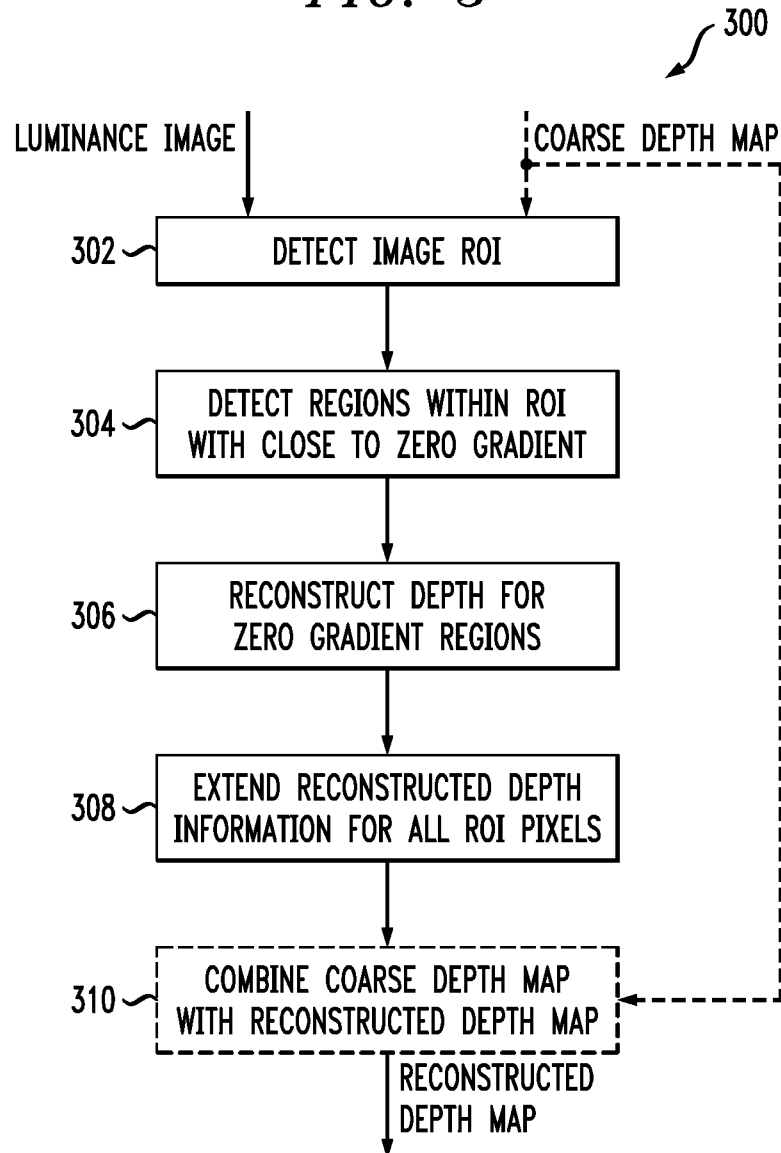 300
LUMINANCE IMAGE
COARSE DEPTH MAP
302
DETECT IMAGE ROI
304
DETECT REGIONS WITHIN ROI
WITH CLOSE TO ZERO GRADIENT
306
RECONSTRUCT DEPTH FOR
ZERO GRADIENT REGIONS
308
EXTEND RECONSTRUCTED DEPTH
INFORMATION FOR ALL ROI PIXELS
310
COMBINE COARSE DEPTH MAP
WITH RECONSTRUCTED DEPTH MAP
RECONSTRUCTED
DEPTH MAP